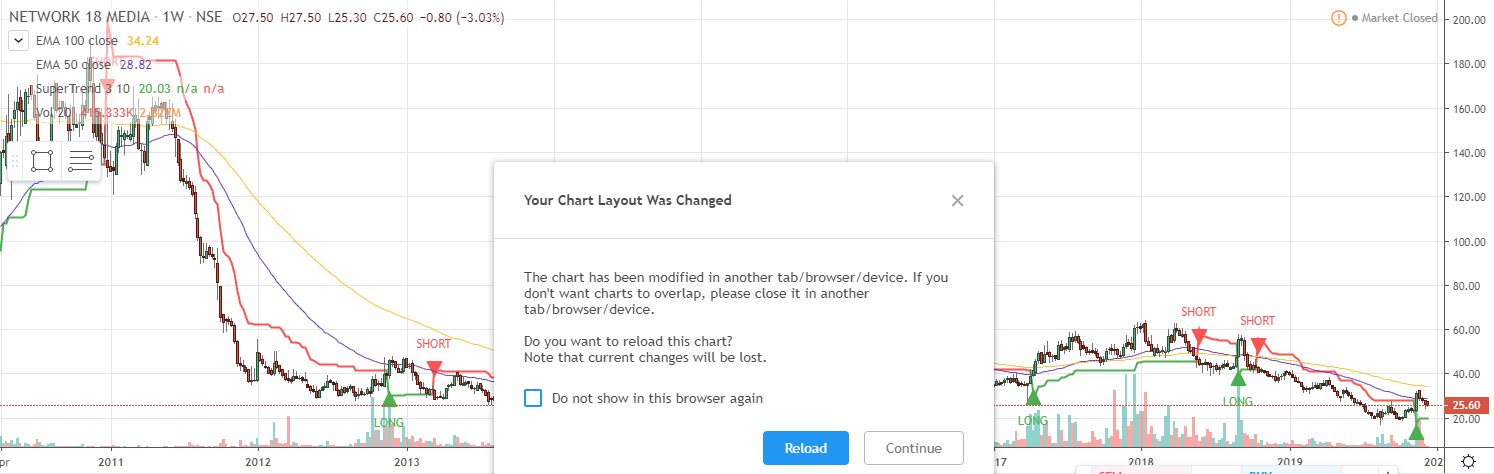 NETWORK 18 MEDIA · 1W · NSE O27.50 H27.50 L25.30 C25.60 −0.80 (−3.03%)
Market Closed
EMA 100 close 34.24
EMA 50 close 28.82
SHORT
SuperTrend 3 10 20.03 n/a n/a
Vol 20 415.333K
200.00
180.00
160.00
140.00
120.00
100.00
80.00
60.00
40.00
25.60
20.00
Your Chart Layout Was Changed
The chart has been modified in another tab/browser/device. If you
don't want charts to overlap, please close it in another
tab/browser/device.
Do you want to reload this chart?
Note that current changes will be lost.
Do not show in this browser again
Reload Continue
SHORT
LONG
LONG
SHORT
SHORT
LONG
pr 2011 2012 2013 17 2018 2019 202
SELL BUY